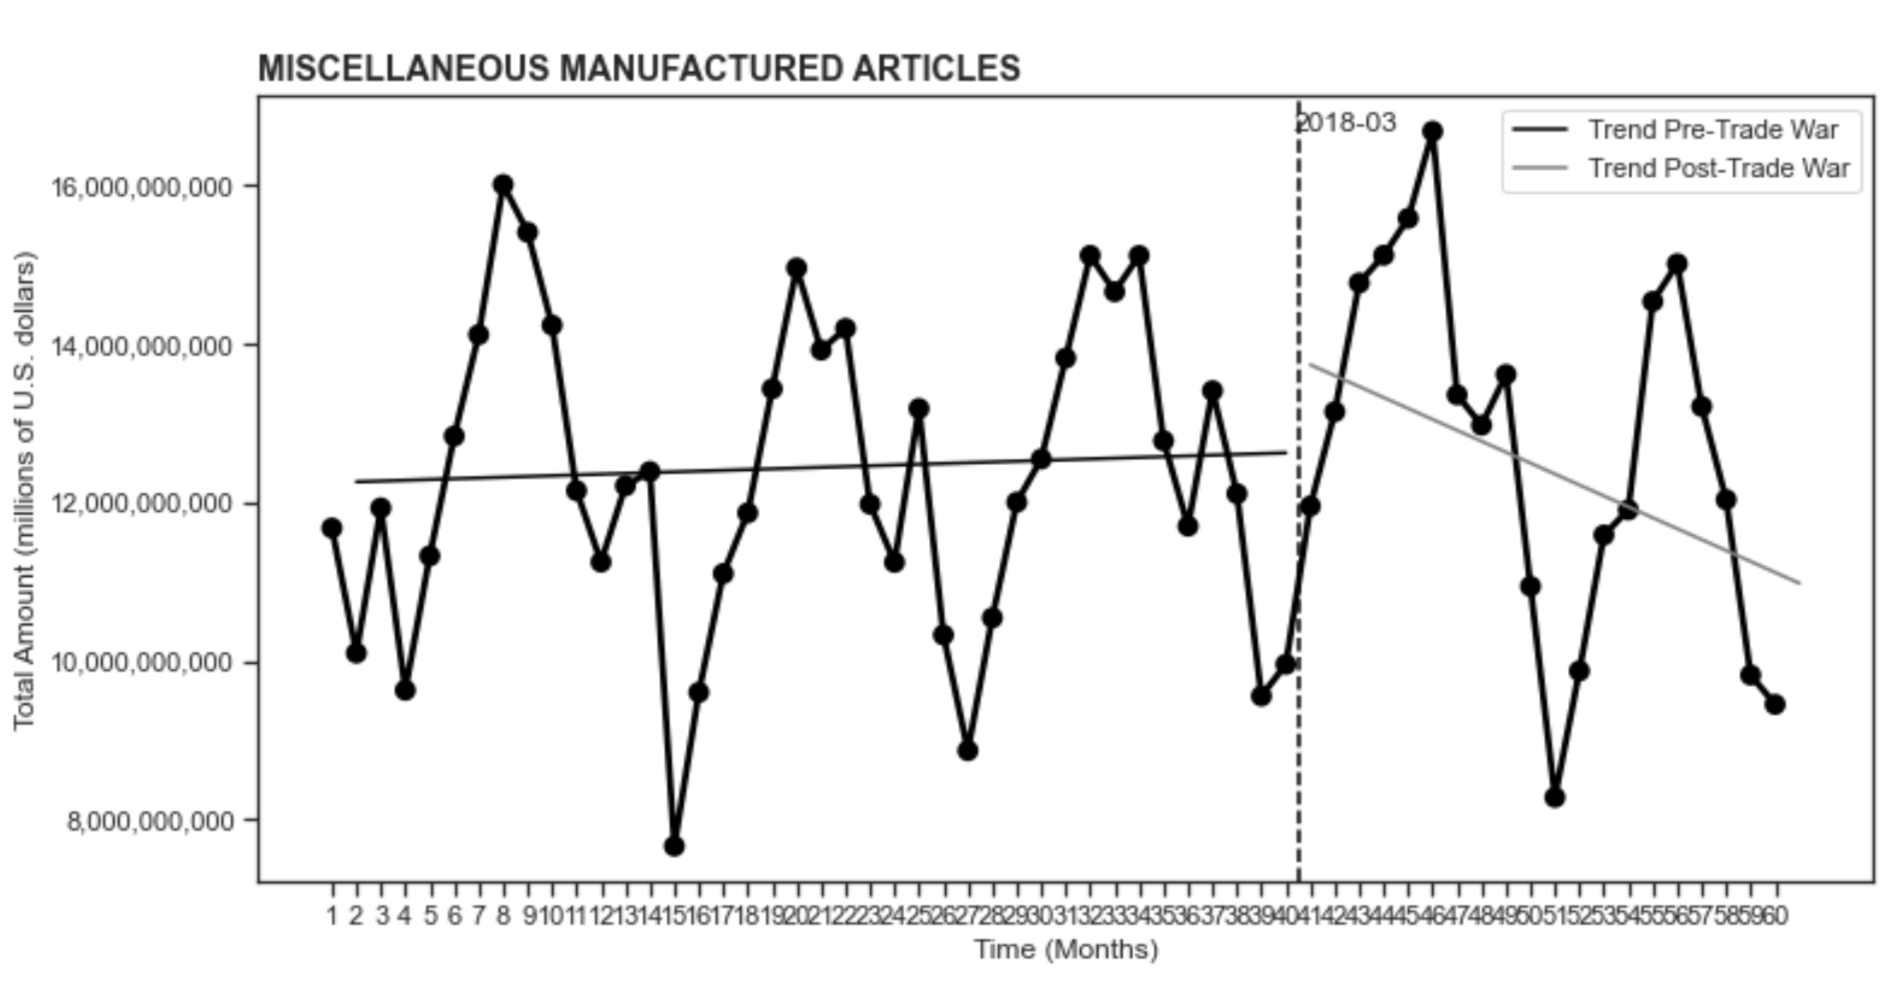 MISCELLANEOUS MANUFACTURED ARTICLES
2018-03
Trend Pre-Trade War
Trend Post-Trade War
16,000,000,000
14,000,000,000
12,000,000,000
10,000,000,000
8,000,000,000
Total Amount (millions of U.S. dollars)
1 2 3 4 5 6 7 8 9 10 11 12 13 14 15 16 17 18 19 20 21 22 23 24 25 26 27 28 29 30 31 32 33 34 35 36 37 38 39 40 41 42 43 44 45 46 47 48 49 50 51 52 53 54 55 56 57 58 59 60
Time (Months)